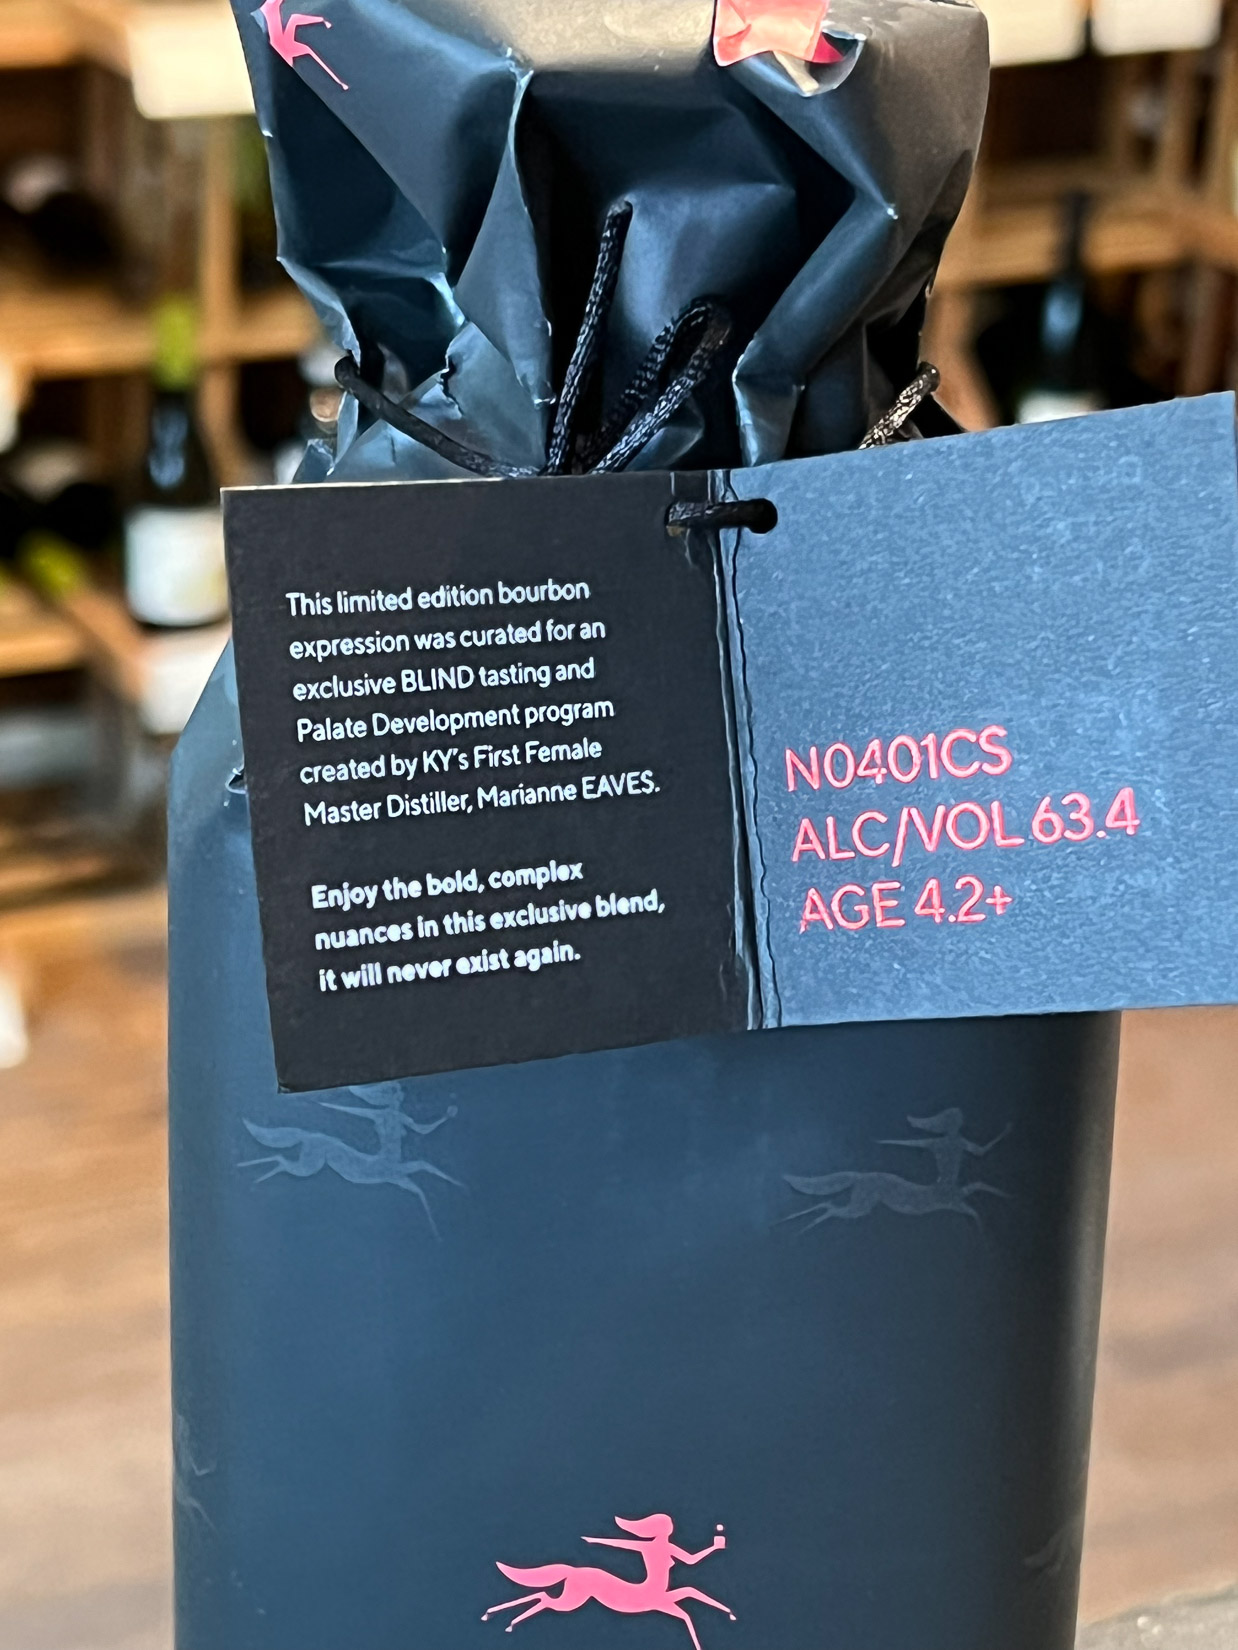 This limited edition bourbon
expression was curated for an
exclusive BLIND tasting and
Palate Development program
created by KY's First Female
Master Distiller, Marianne EAVES.
Enjoy the bold, complex
nuances in this exclusive blend,
it will never exist again.
N0401CS
ALC/VOL 63.4
AGE 4.2+